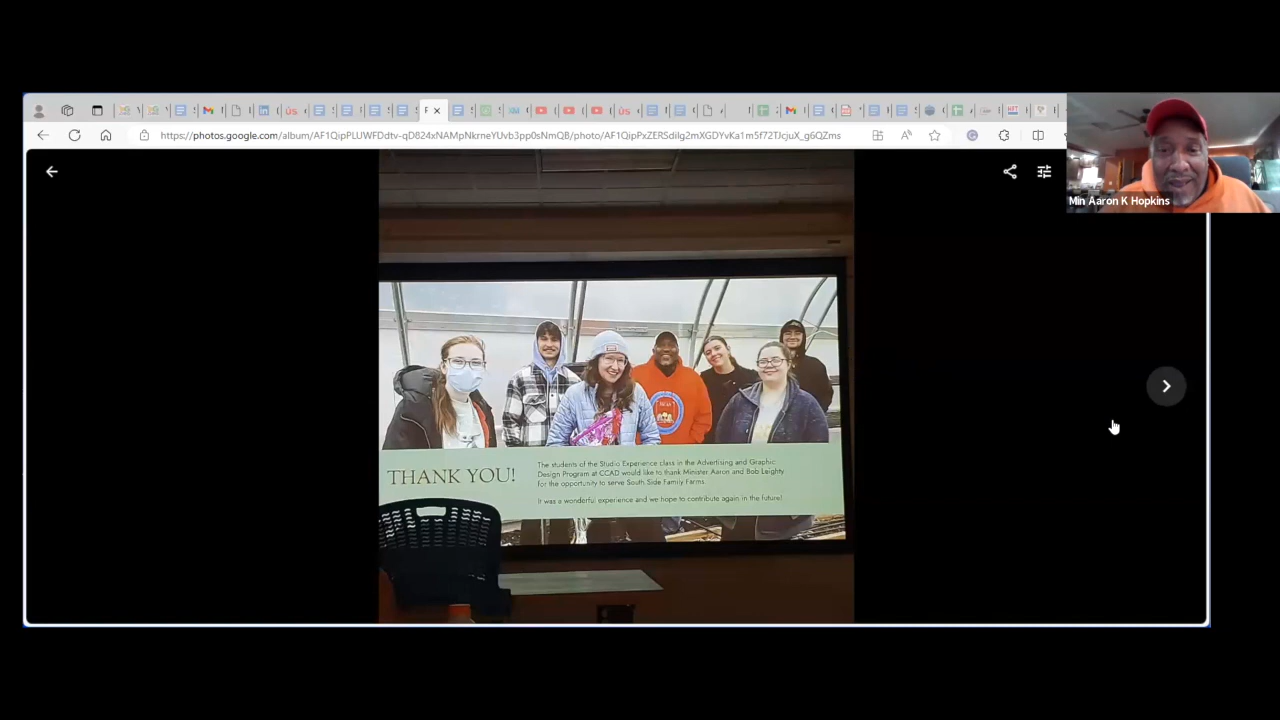 https://photos.google.com/album/AF1QipPLUWFDdtv-qD824xNAMpNkrneYUvb3pp0sNmQB/photo/AF1QipPxZERSdiIg2mXGDYvKa1m5f72TJcjuX_g6QZms
Min Aaron K Hopkins
THANK YOU!
The students of the Studio Experience class in the Advertising and Graphic
Design Program at CCAD would like to thank Minister Aaron and Bob Leighty
for the opportunity to serve South Side Family Farms.
It was a wonderful experience and we hope to contribute again in the future!